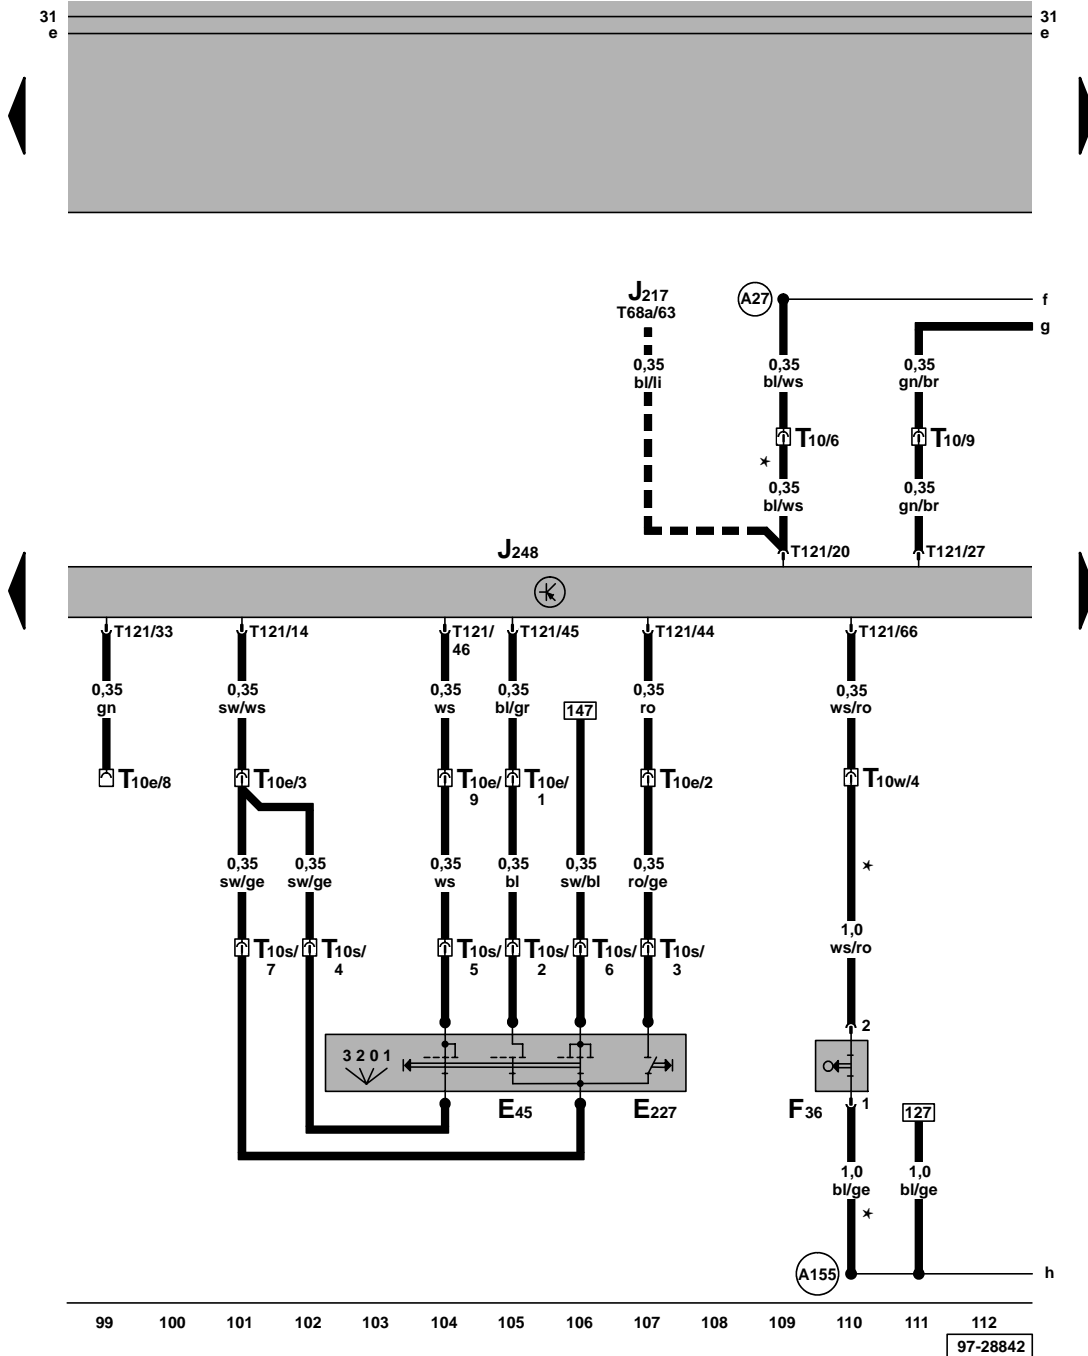 31 31
e e
J217
T68a/63
A27
f
g
0,35
bl/li
0,35
bl/ws
0,35
gn/br
T10/6
T10/9
*
0,35
bl/ws
0,35
gn/br
J248
T121/20
T121/27
T121/33
T121/14
T121/
46
T121/45
T121/44
T121/66
0,35
gn
0,35
sw/ws
0,35
ws
0,35
bl/gr
147
0,35
ro
0,35
ws/ro
T10e/8
T10e/3
T10e/
9
T10e/
1
T10e/2
T10w/4
0,35
sw/ge
0,35
sw/ge
0,35
ws
0,35
bl
0,35
sw/bl
0,35
ro/ge
*
1,0
ws/ro
T10s/
7
T10s/
4
T10s/
5
T10s/
2
T10s/
6
T10s/
3
2
3 2 0 1
E45
E227
F36
1
127
1,0
bl/ge
1,0
bl/ge
*
A155
h
99 100 101 102 103 104 105 106 107 108 109 110 111 112
97-28842